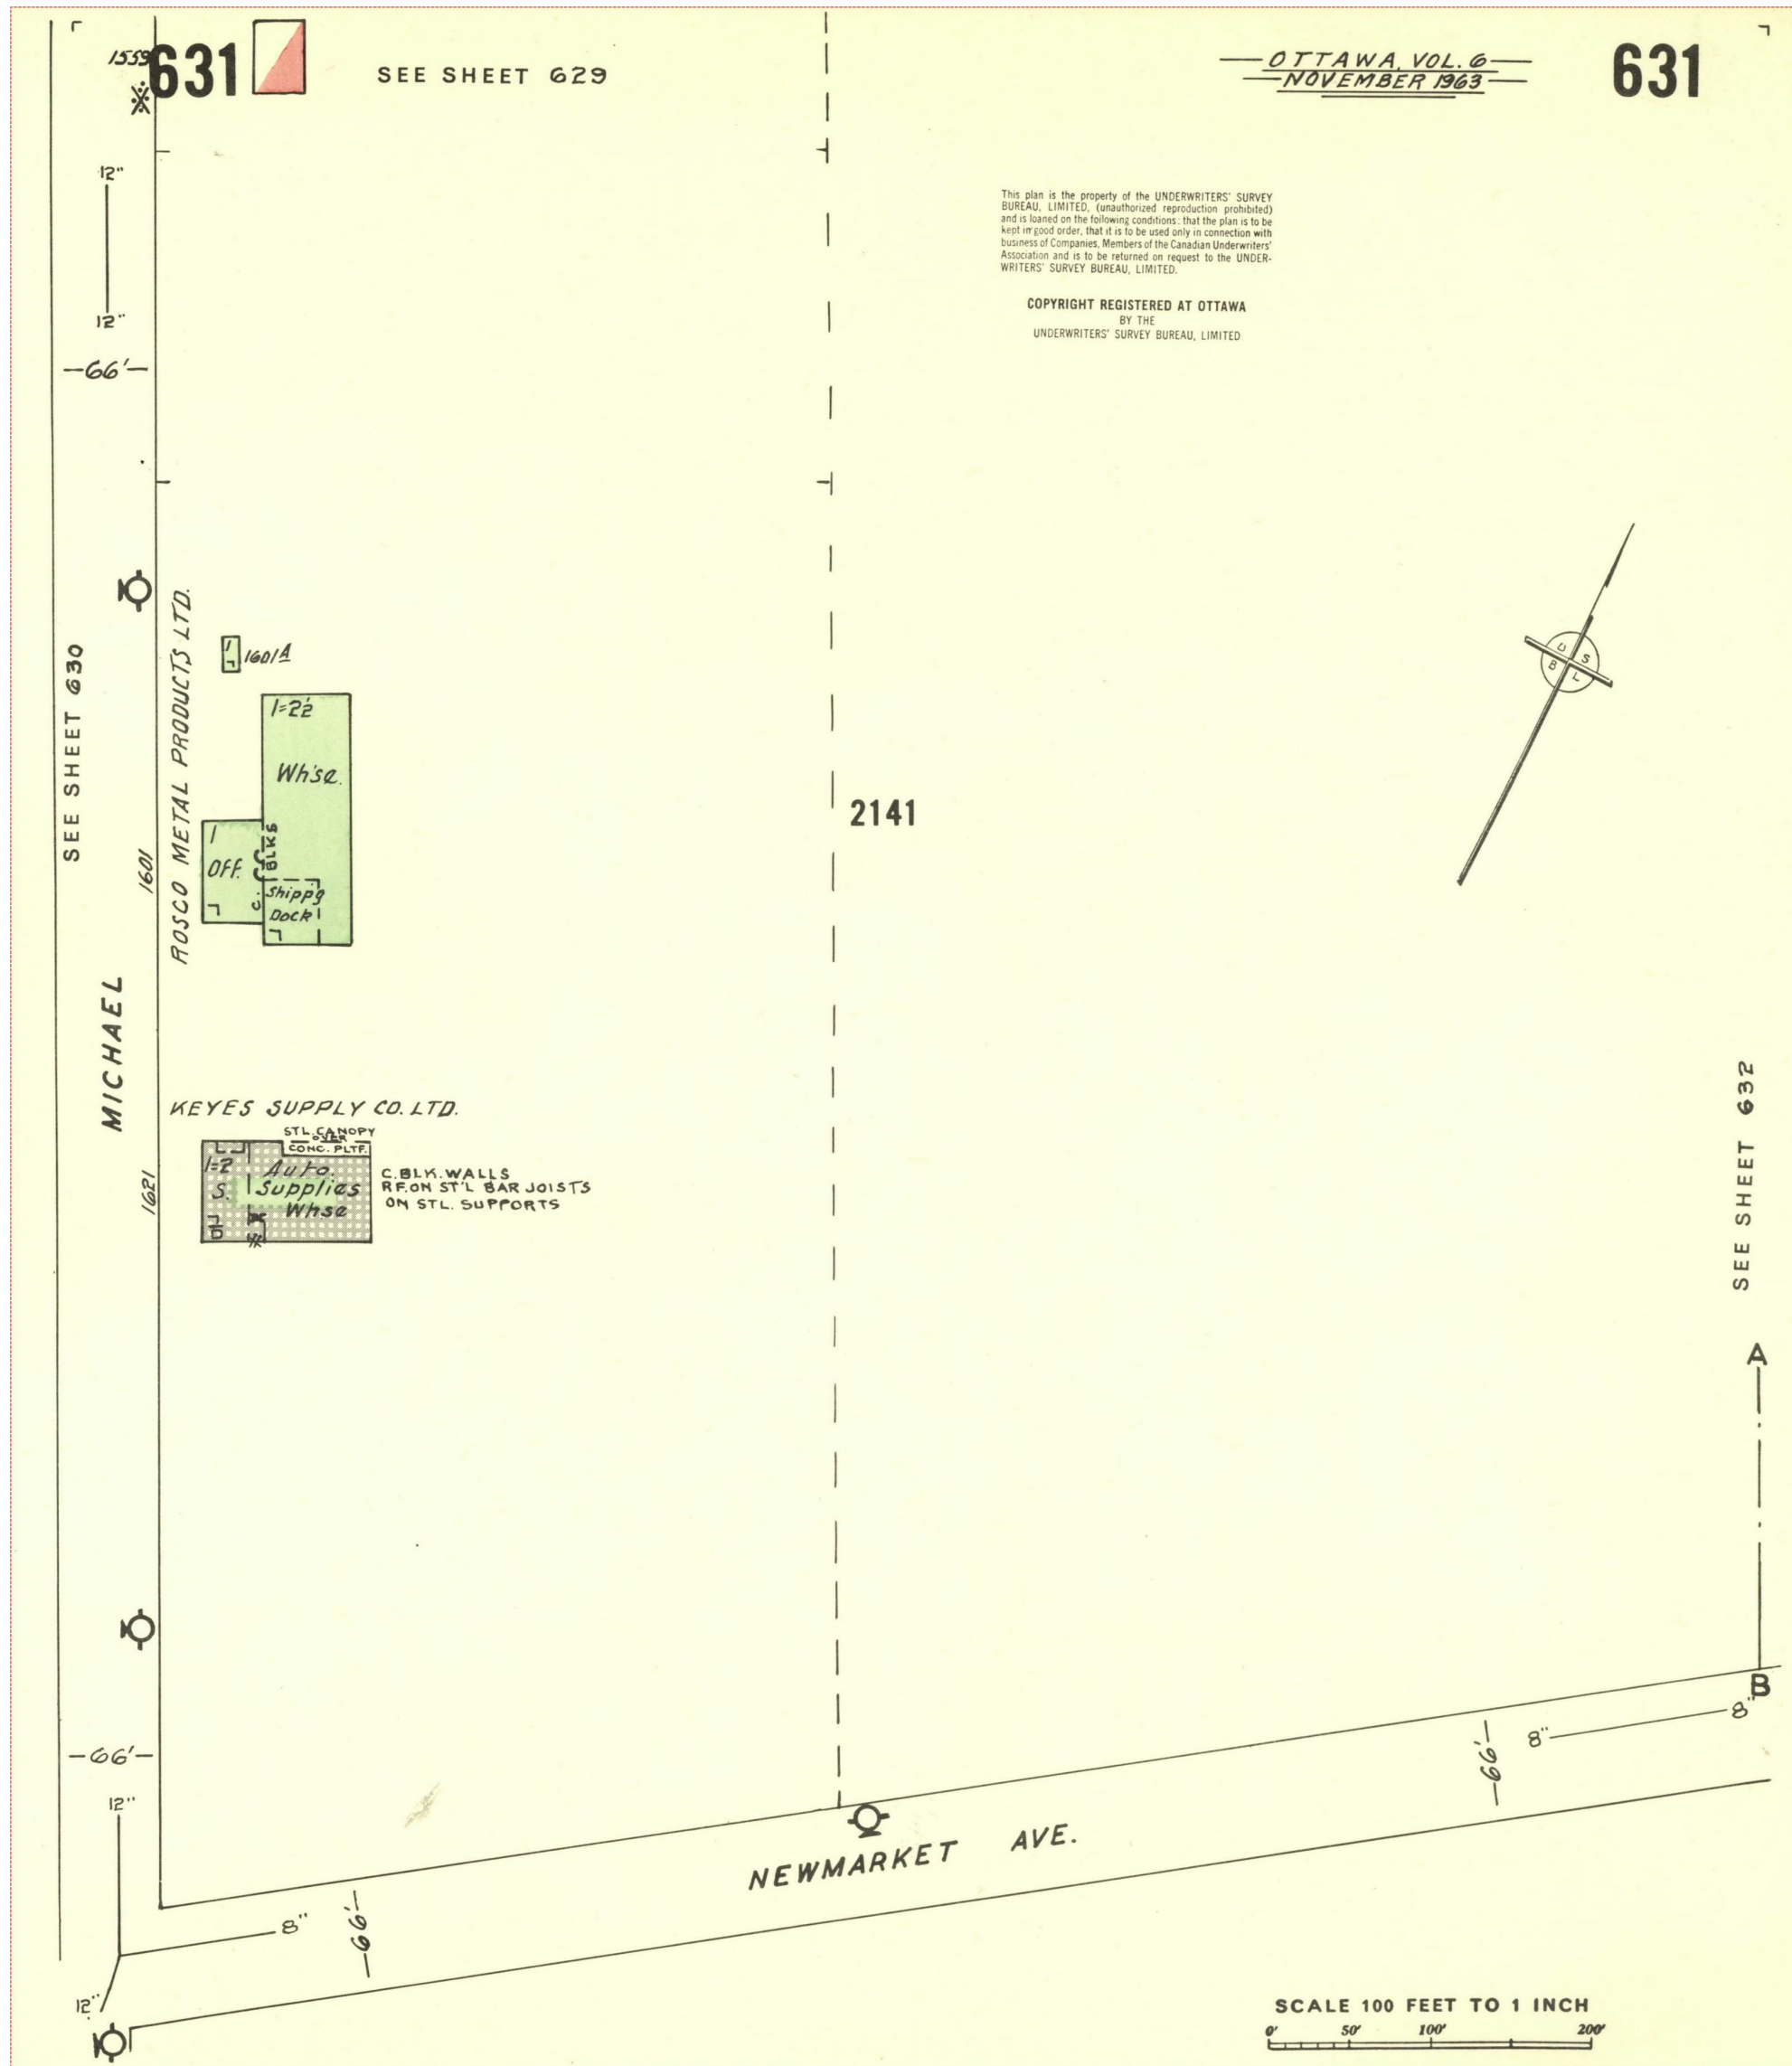 1559
631
SEE SHEET 629
OTTAWA, VOL. 6
NOVEMBER 1963
631
12"
12"
-66'-
This plan is the property of the UNDERWRITERS' SURVEY
BUREAU, LIMITED, (unauthorized reproduction prohibited)
and is loaned on the following conditions: that the plan is to be
kept in good order, that it is to be used only in connection with
business of Companies, Members of the Canadian Underwriters'
Association and is to be returned on request to the UNDER-
WRITERS' SURVEY BUREAU, LIMITED.
COPYRIGHT REGISTERED AT OTTAWA
BY THE
UNDERWRITERS' SURVEY BUREAU, LIMITED
U S
B L
SEE SHEET 630
ROSCO METAL PRODUCTS LTD.
1
1601A
1=2½
Wh'se.
1
OFF.
C. BLKS
Shipp'g
Dock
1601
2141
MICHAEL
KEYES SUPPLY CO. LTD.
STL. CANOPY
OVER
CONC. PLTF.
1=2
S.
Auto.
Supplies
Whse
C. BLK. WALLS
RF. ON ST'L BAR JOISTS
ON STL. SUPPORTS
1621
SEE SHEET 632
A
B
8"
8"
-66'-
-66'-
12"
NEWMARKET AVE.
8"
-66'-
12"
SCALE 100 FEET TO 1 INCH
0' 50' 100' 200'